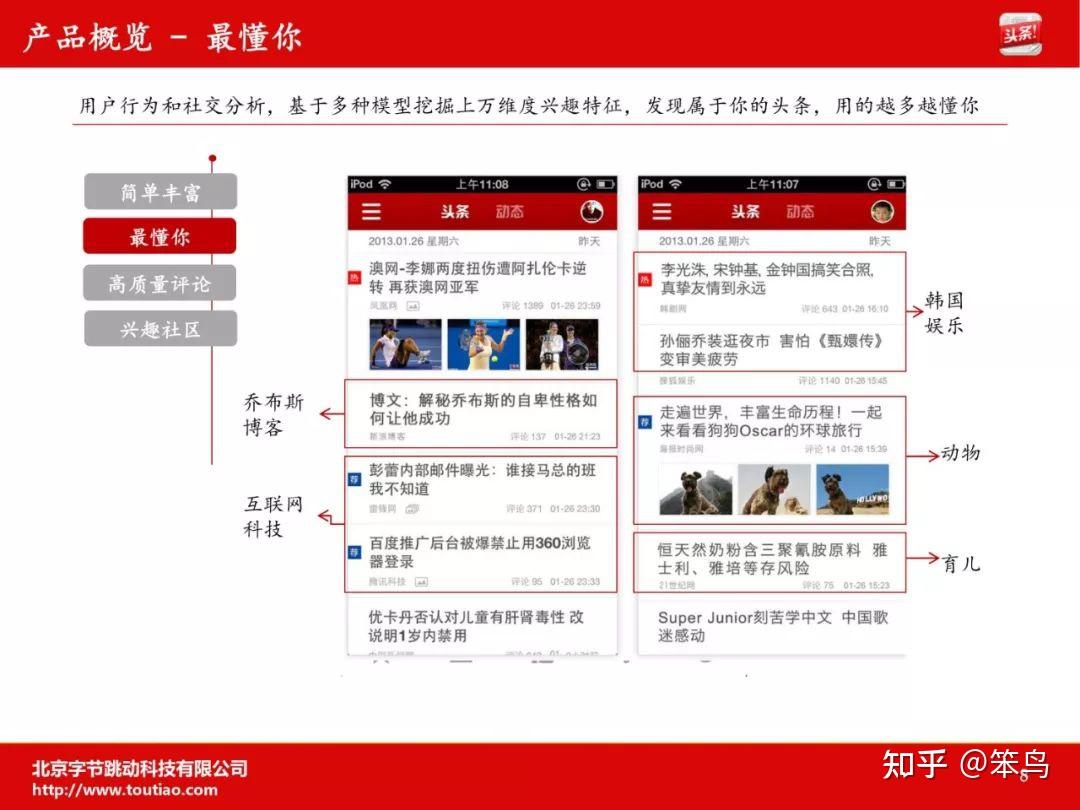 产品概览 - 最懂你
头条!
用户行为和社交分析，基于多种模型挖掘上万维度兴趣特征，发现属于你的头条，用的越多越懂你
简单丰富
最懂你
高质量评论
兴趣社区
乔布斯
博客
互联网
科技
iPod 上午11:08
头条 动态
2013.01.26 星期六 昨天
热
澳网-李娜两度扭伤遭阿扎伦卡逆
转 再获澳网亚军
凤凰网 评论 1389 01-26 23:59
博文：解秘乔布斯的自卑性格如
何让他成功
新浪博客 评论 137 01-26 21:23
荐
彭蕾内部邮件曝光：谁接马总的班
我不知道
雷锋网 评论 371 01-26 23:30
荐
百度推广后台被爆禁止用360浏览
器登录
腾讯科技 评论 95 01-26 23:33
优卡丹否认对儿童有肝肾毒性 改
说明1岁内禁用
iPod 上午11:07
头条 动态
2013.01.26 星期六 昨天
热
李光洙, 宋钟基, 金钟国搞笑合照,
真挚友情到永远
韩剧网 评论 643 01-26 16:10
孙俪乔装逛夜市 害怕《甄嬛传》
变审美疲劳
搜狐娱乐 评论 1140 01-26 15:45
荐
走遍世界，丰富生命历程！一起
来看看狗狗Oscar的环球旅行
海报时尚网 评论 14 01-26 15:39
HOLLYWO
恒天然奶粉含三聚氰胺原料 雅
士利、雅培等存风险
21世纪网 评论 75 01-26 15:23
Super Junior刻苦学中文 中国歌
迷感动
韩国
娱乐
动物
育儿
北京字节跳动科技有限公司
http://www.toutiao.com
知乎 @笨鸟